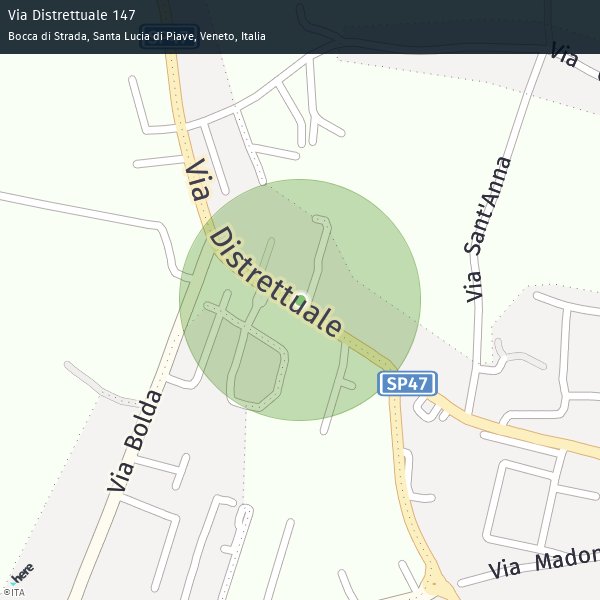 Via Distrettuale 147
Bocca di Strada, Santa Lucia di Piave, Veneto, Italia
Via
Via Sant'Anna
Via Distrettuale
SP47
Via Bolda
Via Madon
here
©ITA